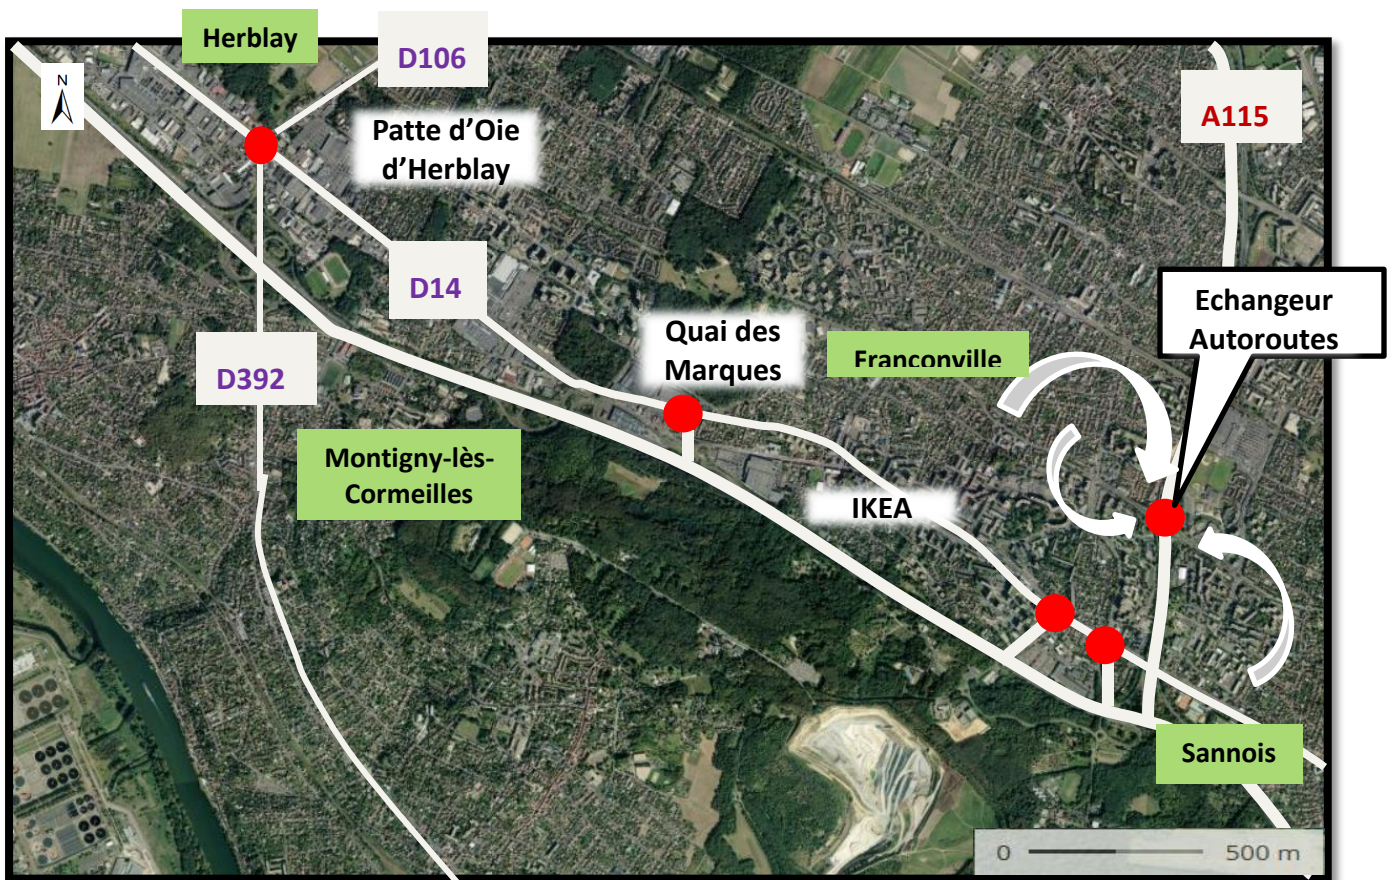 Herblay
D106
N
A115
Patte d’Oie
d’Herblay
D14
Echangeur
Autoroutes
Quai des
Marques
Franconville
D392
Montigny-lès-
Cormeilles
IKEA
Sannois
0 500 m